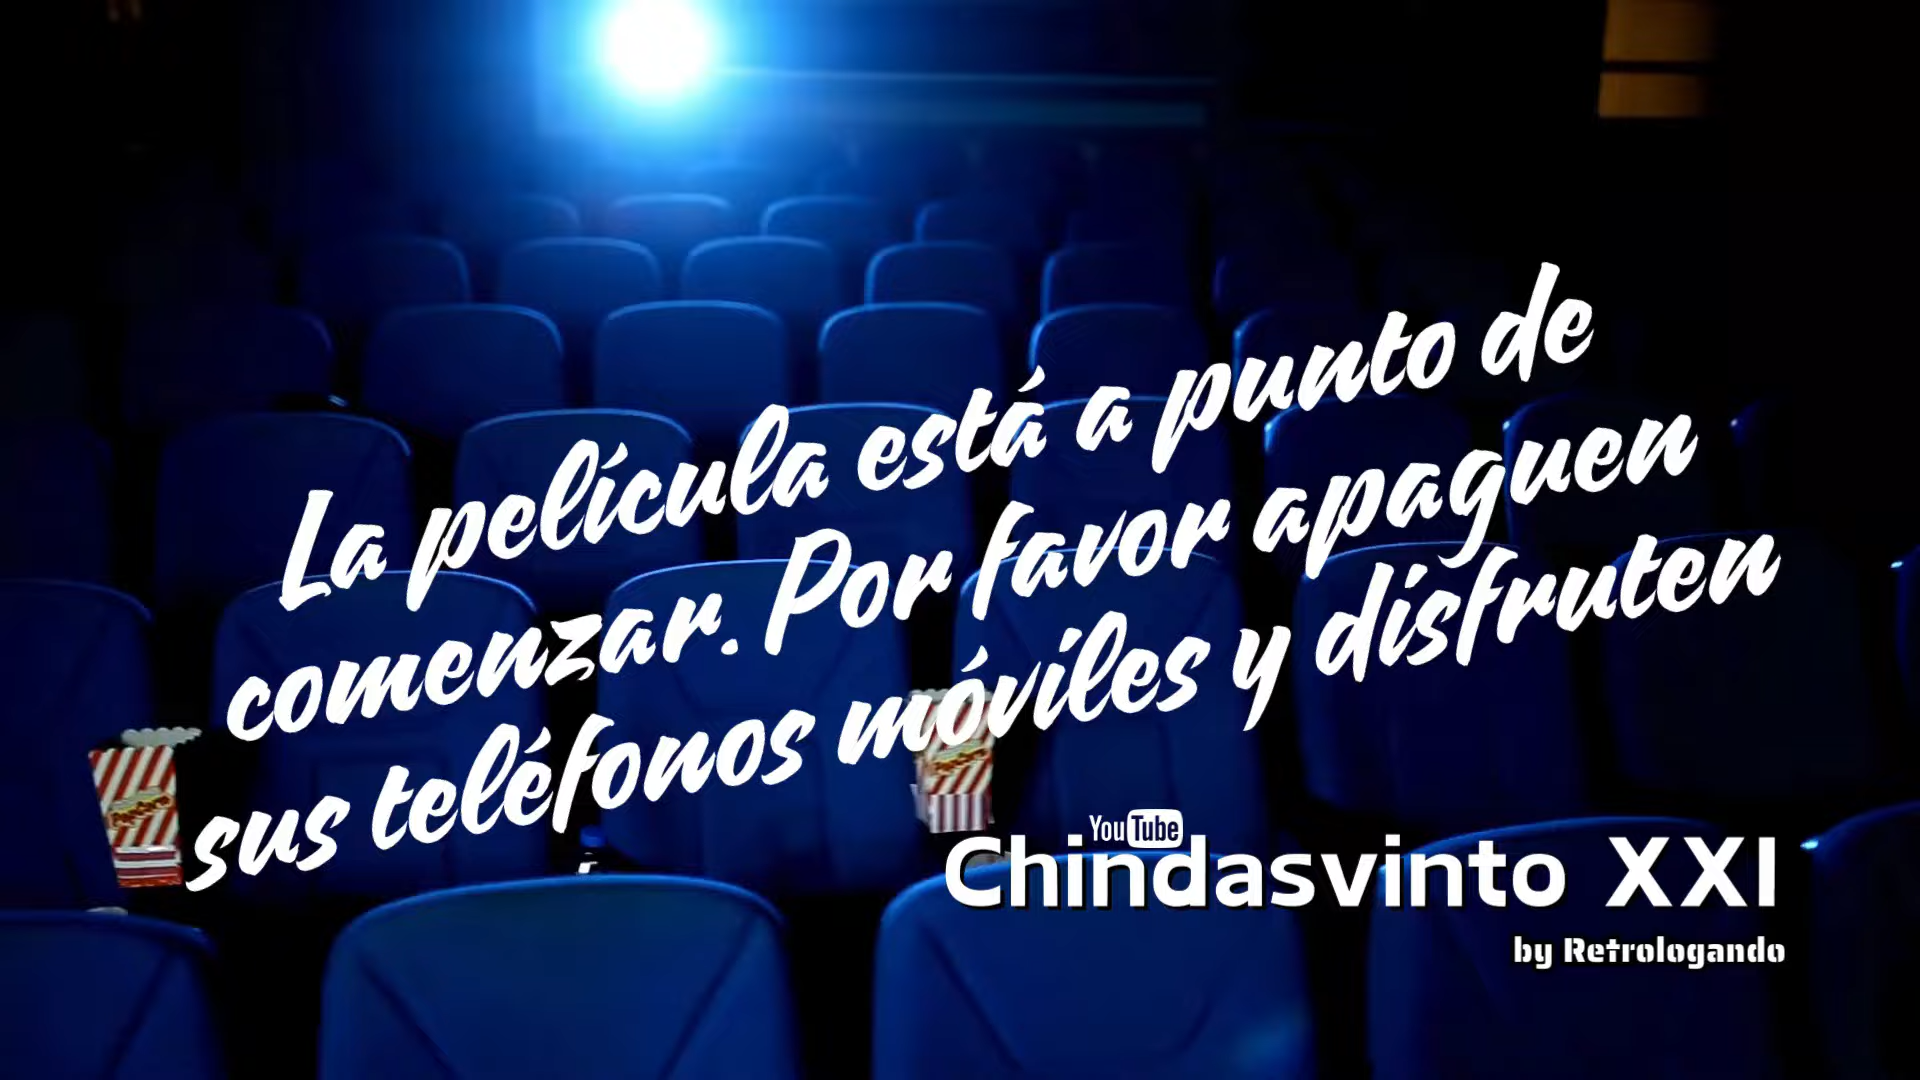 La película está a punto de
comenzar. Por favor apaguen
sus teléfonos móviles y disfruten
YouTube
Chindasvinto XXI
by Retrologando